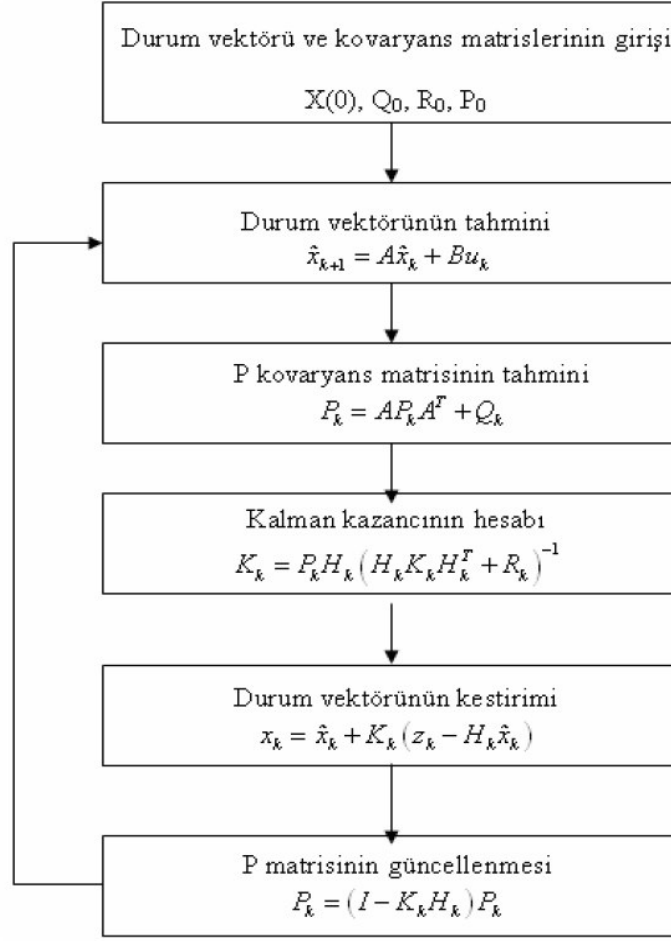 Durum vektörü ve kovaryans matrislerinin girişi
X(0), Q₀, R₀, P₀
Durum vektörünün tahmini
x̂ₖ₊₁ = Ax̂ₖ + Buₖ
P kovaryans matrisinin tahmini
Pₖ = APₖAᵀ + Qₖ
Kalman kazancının hesabı
Kₖ = PₖHₖ(HₖKₖHₖᵀ + Rₖ)⁻¹
Durum vektörünün kestirimi
xₖ = x̂ₖ + Kₖ(zₖ − Hₖx̂ₖ)
P matrisinin güncellenmesi
Pₖ = (I − KₖHₖ)Pₖ